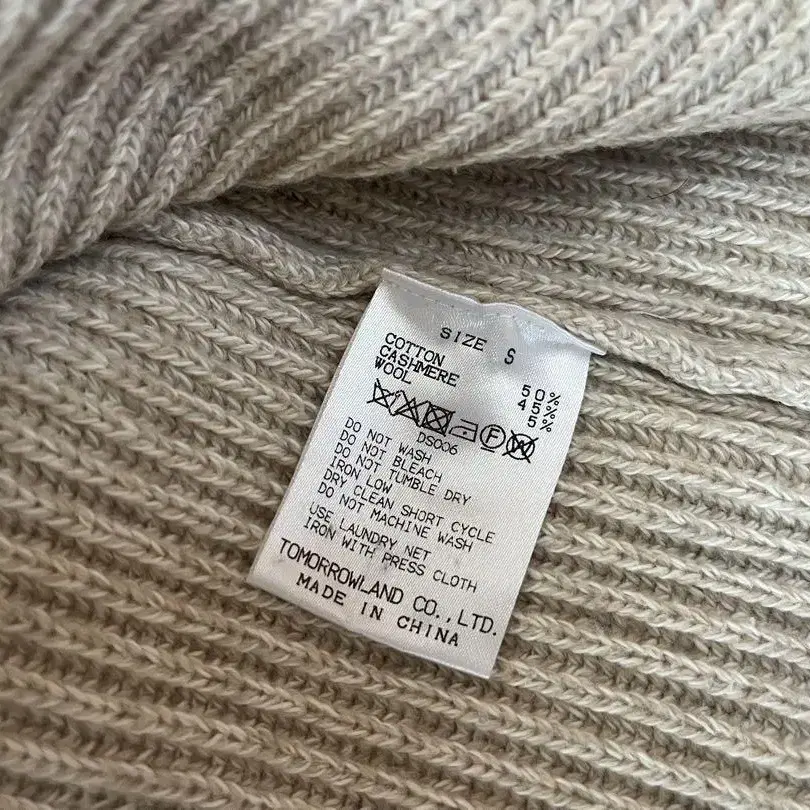 SIZE S
COTTON 50%
CASHMERE 45%
WOOL 5%
DS006
DO NOT WASH
DO NOT BLEACH
DO NOT TUMBLE DRY
IRON LOW
DRY CLEAN SHORT CYCLE
DO NOT MACHINE WASH
USE LAUNDRY NET
IRON WITH PRESS CLOTH
TOMORROWLAND CO.,LTD.
MADE IN CHINA